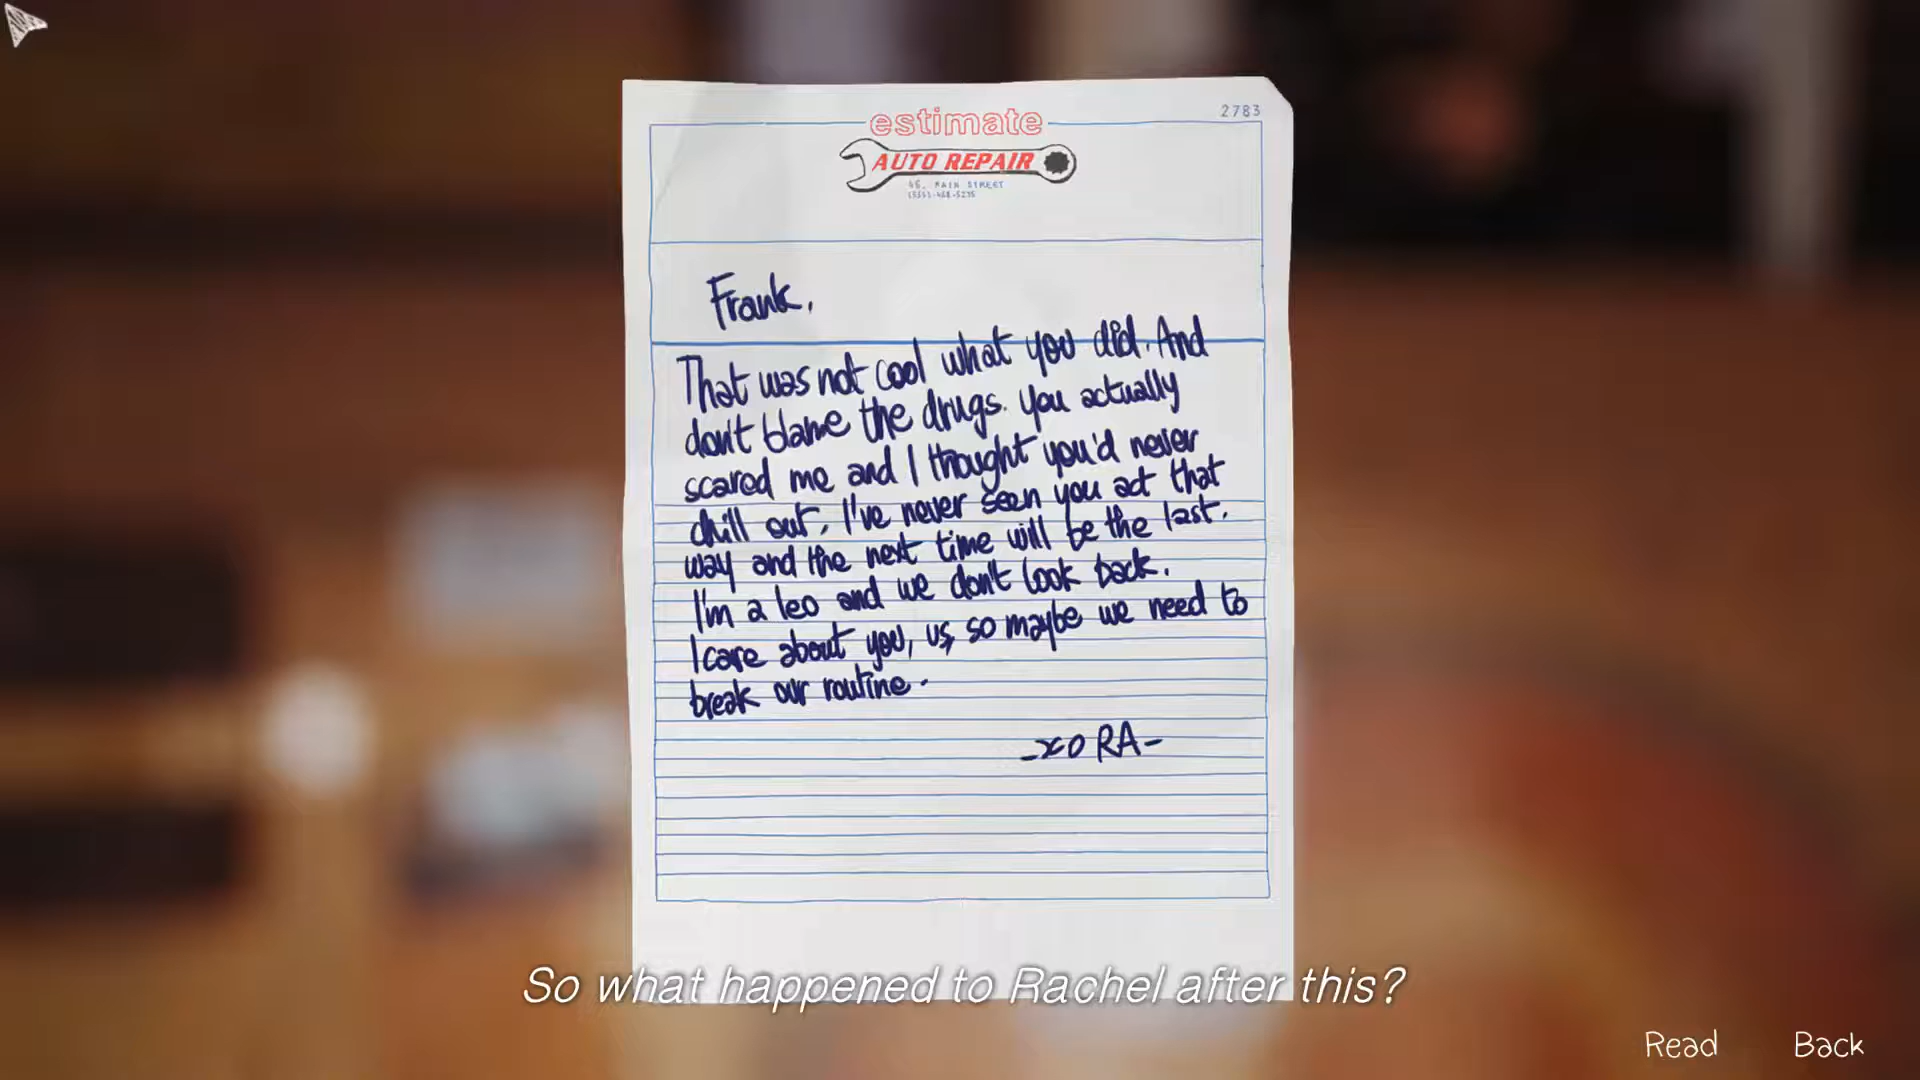 2783
estimate
AUTO REPAIR
Frank,
That was not cool what you did. And
don't blame the drugs. You actually
scared me and I thought you'd never
chill out. I've never seen you act that
way and the next time will be the last.
I'm a leo and we don't look back.
I care about you, us, so maybe we need to
break our routine.
-xo RA-
So what happened to Rachel after this?
Read Back